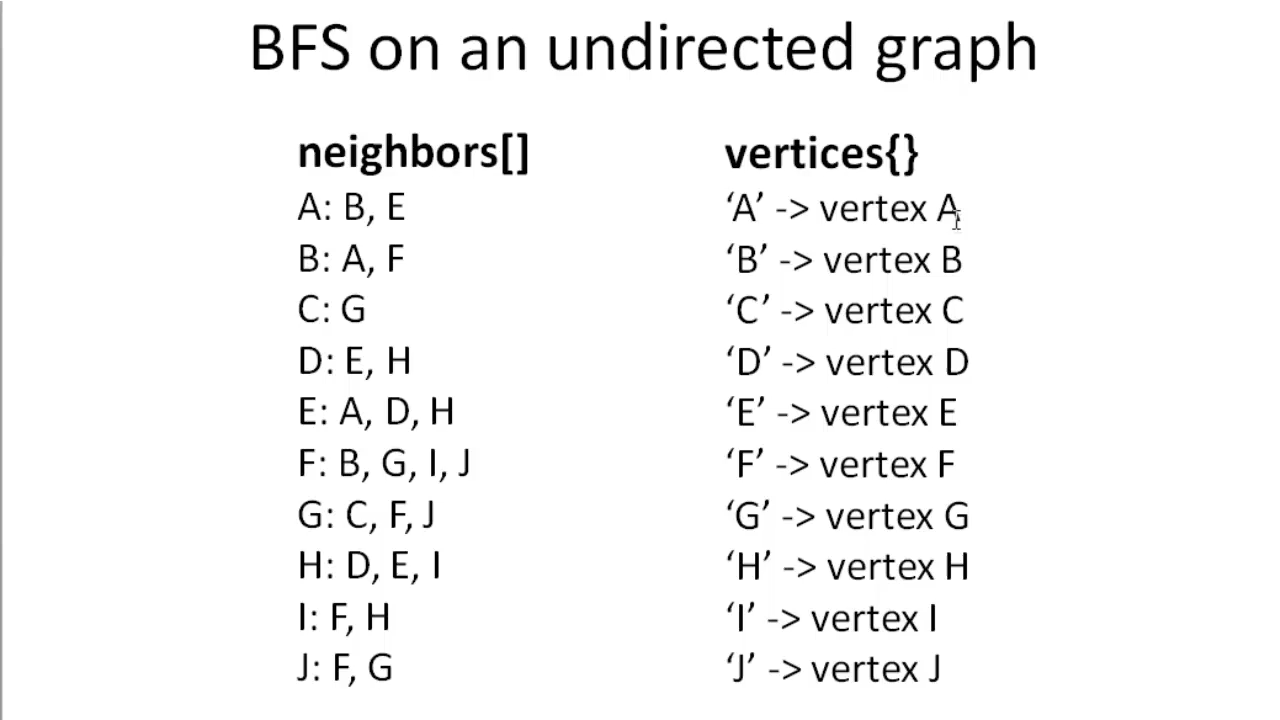 BFS on an undirected graph
neighbors[]
A: B, E
B: A, F
C: G
D: E, H
E: A, D, H
F: B, G, I, J
G: C, F, J
H: D, E, I
I: F, H
J: F, G
vertices{}
‘A’ -> vertex A
‘B’ -> vertex B
‘C’ -> vertex C
‘D’ -> vertex D
‘E’ -> vertex E
‘F’ -> vertex F
‘G’ -> vertex G
‘H’ -> vertex H
‘I’ -> vertex I
‘J’ -> vertex J